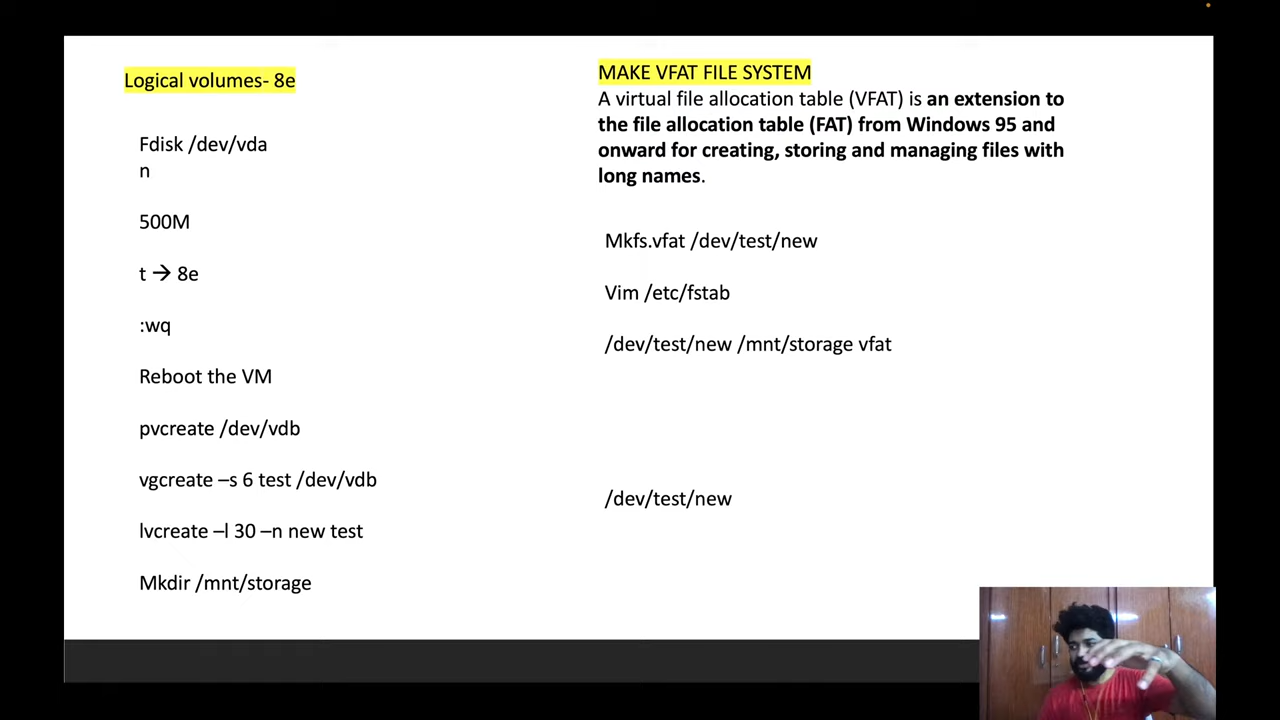 Logical volumes- 8e
Fdisk /dev/vda
n
500M
t → 8e
:wq
Reboot the VM
pvcreate /dev/vdb
vgcreate –s 6 test /dev/vdb
lvcreate –l 30 –n new test
Mkdir /mnt/storage
MAKE VFAT FILE SYSTEM
A virtual file allocation table (VFAT) is an extension to
the file allocation table (FAT) from Windows 95 and
onward for creating, storing and managing files with
long names.
Mkfs.vfat /dev/test/new
Vim /etc/fstab
/dev/test/new /mnt/storage vfat
/dev/test/new